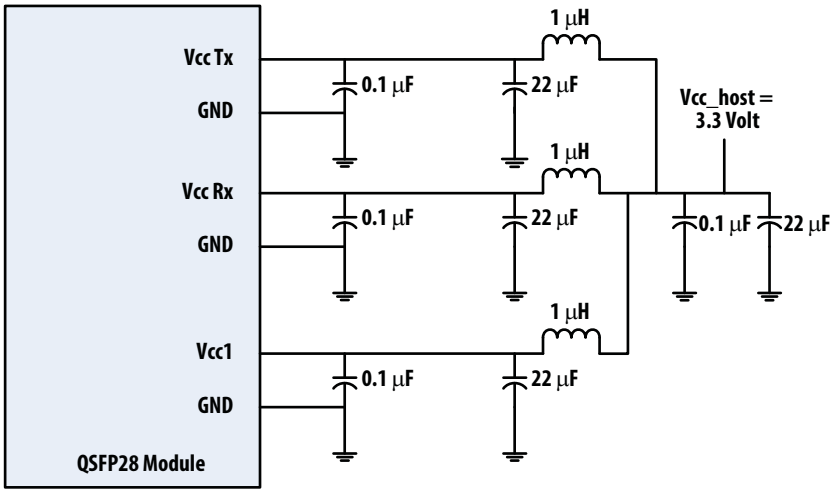 1 μH
Vcc Tx
0.1 μF
22 μF
GND
Vcc_host =
3.3 Volt
1 μH
Vcc Rx
0.1 μF
22 μF
0.1 μF
22 μF
GND
1 μH
Vcc1
0.1 μF
22 μF
GND
QSFP28 Module